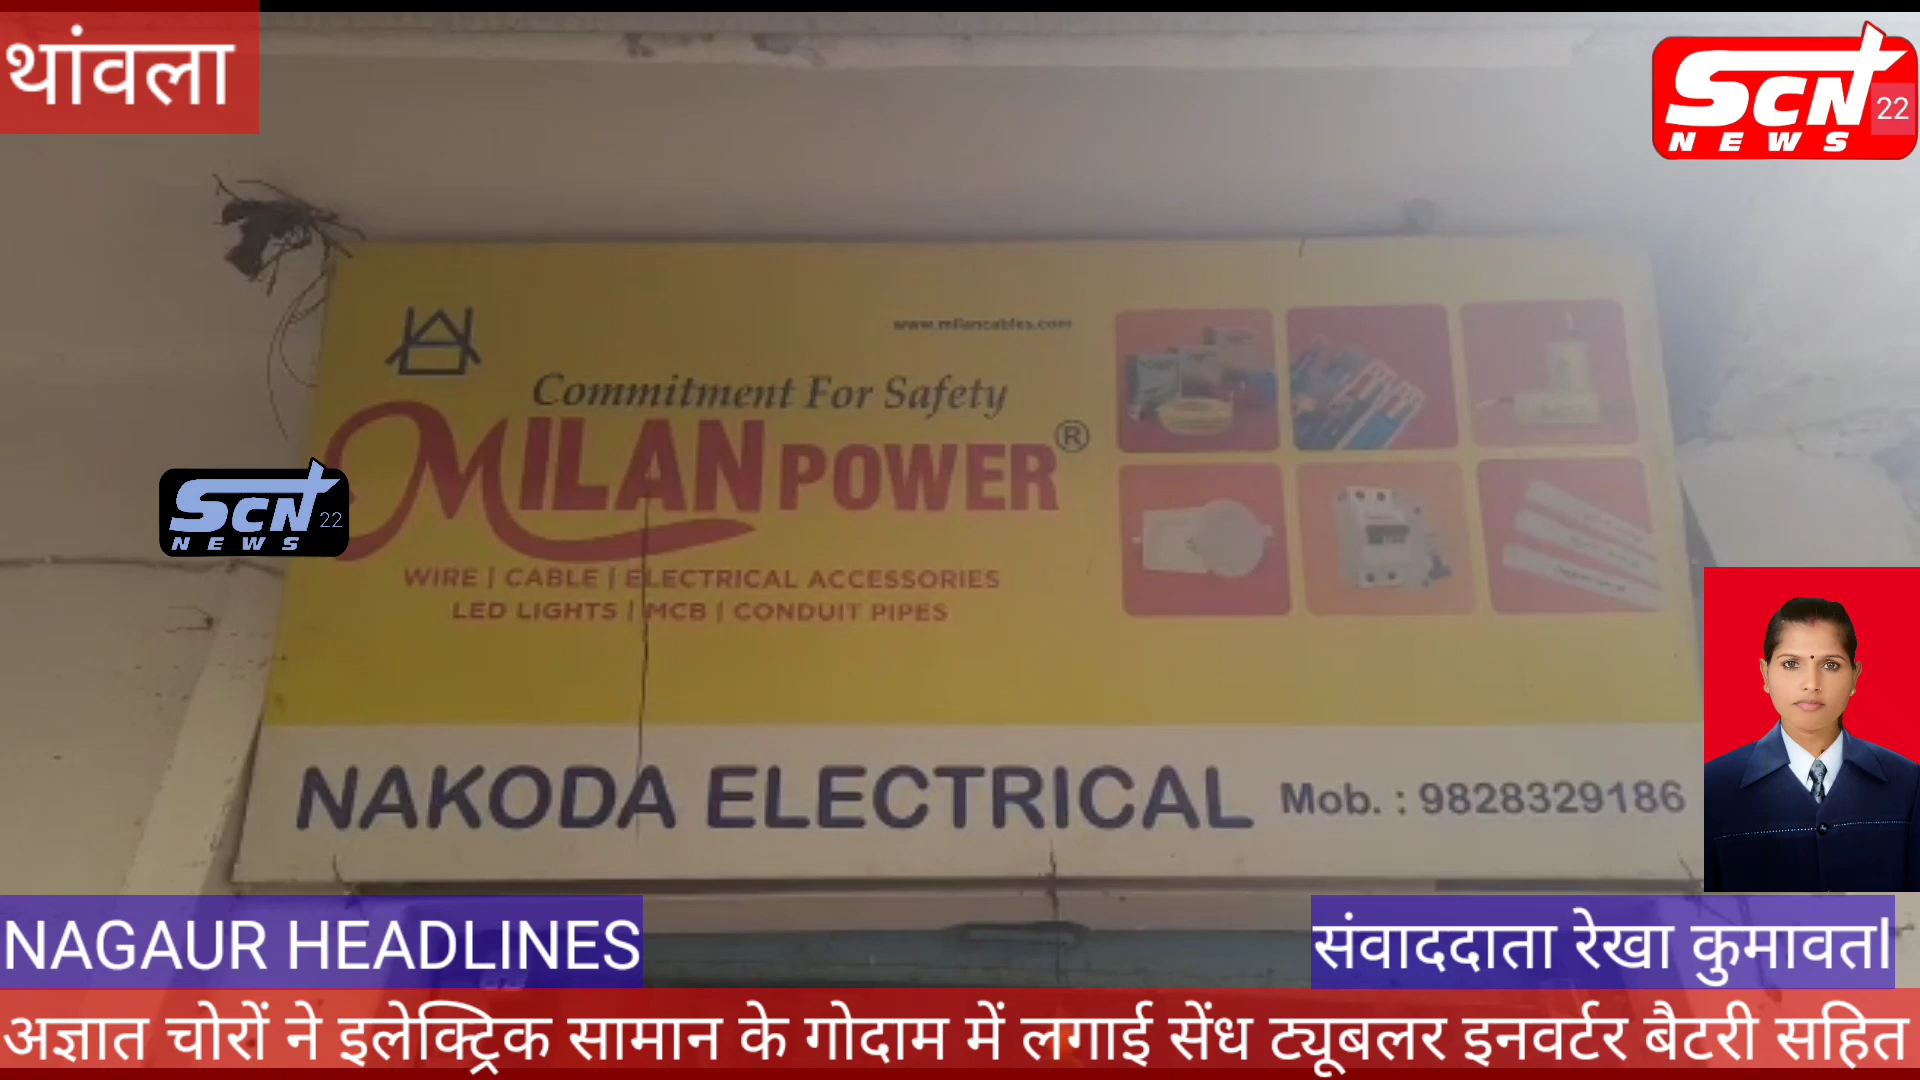 थांवला
SCN
22
NEWS
www.milancables.com
Commitment For Safety
MILAN POWER®
SCN 22
NEWS
WIRE | CABLE | ELECTRICAL ACCESSORIES
LED LIGHTS | MCB | CONDUIT PIPES
NAKODA ELECTRICAL Mob. : 9828329186
NAGAUR HEADLINES
संवाददाता रेखा कुमावत।
अज्ञात चोरों ने इलेक्ट्रिक सामान के गोदाम में लगाई सेंध ट्यूबलर इनवर्टर बैटरी सहित